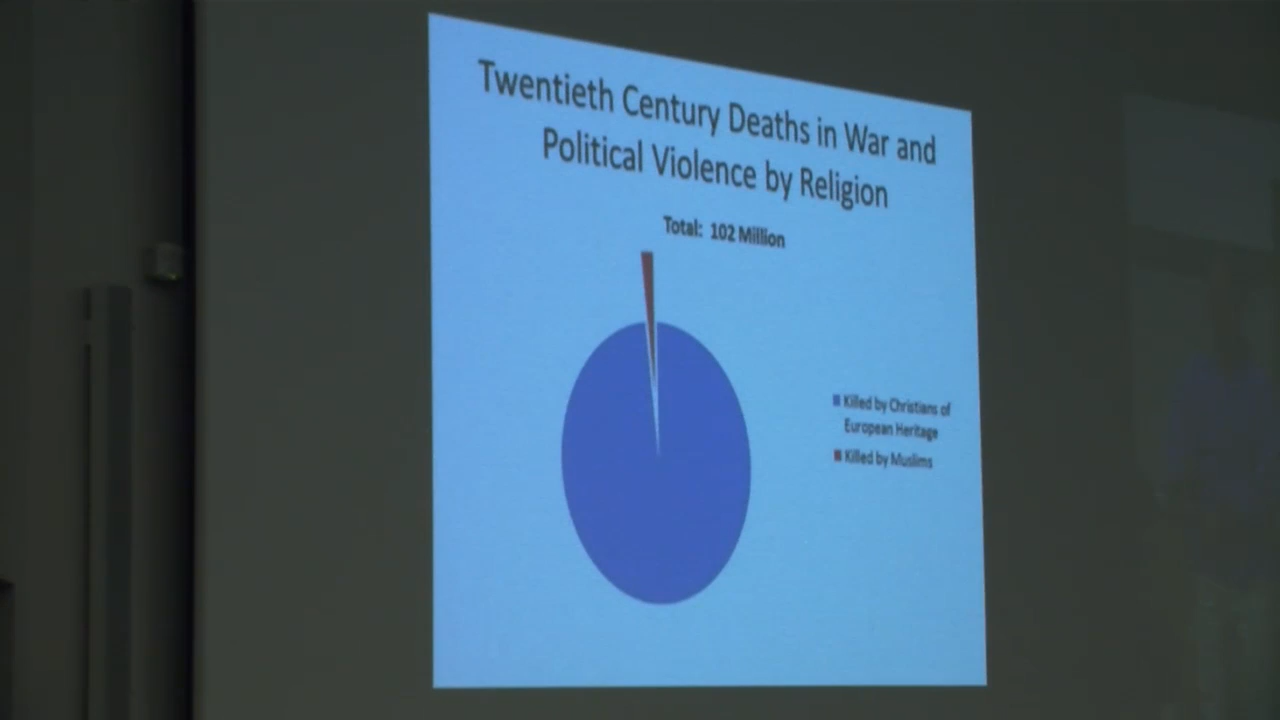 Twentieth Century Deaths in War and
Political Violence by Religion
Total: 102 Million
Killed by Christians of
European Heritage
Killed by Muslims